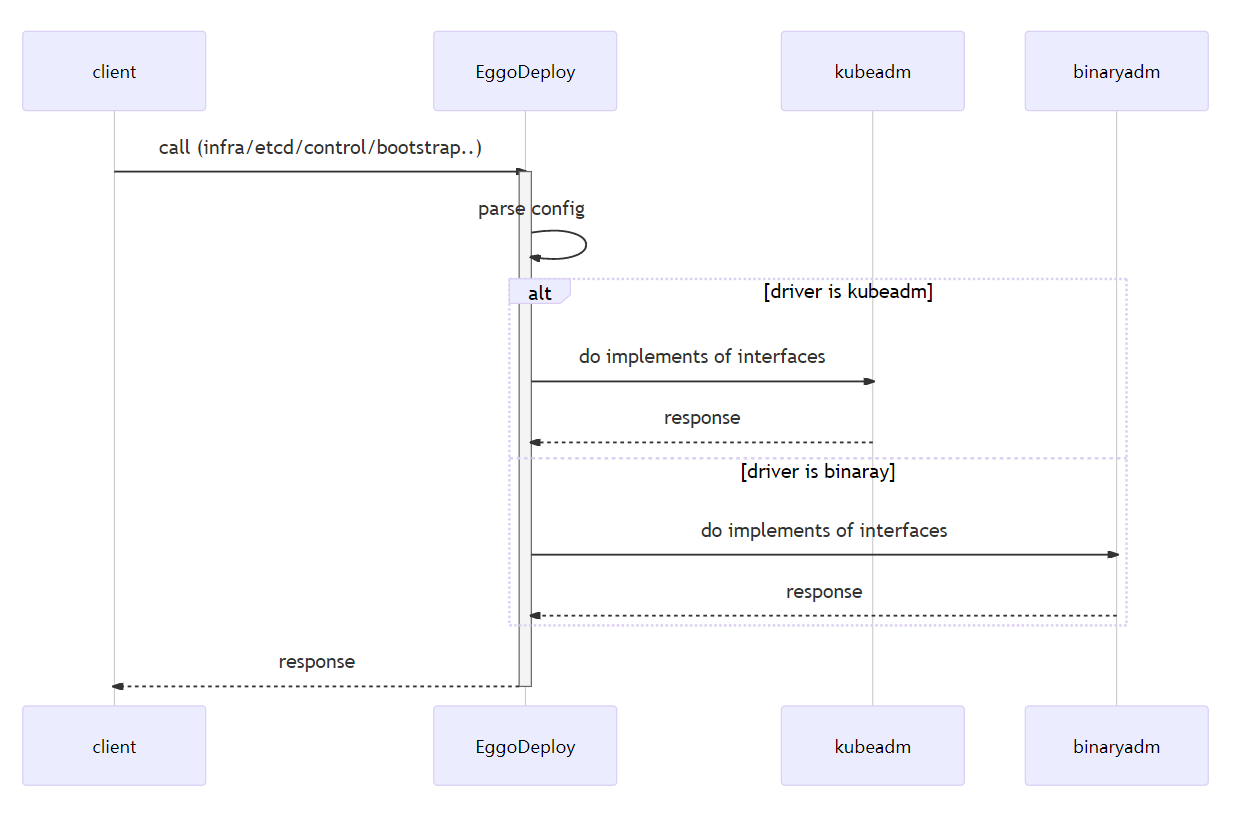 client
EggoDeploy
kubeadm
binaryadm
call (infra/etcd/control/bootstrap..)
parse config
alt
[driver is kubeadm]
do implements of interfaces
response
[driver is binaray]
do implements of interfaces
response
response
client
EggoDeploy
kubeadm
binaryadm